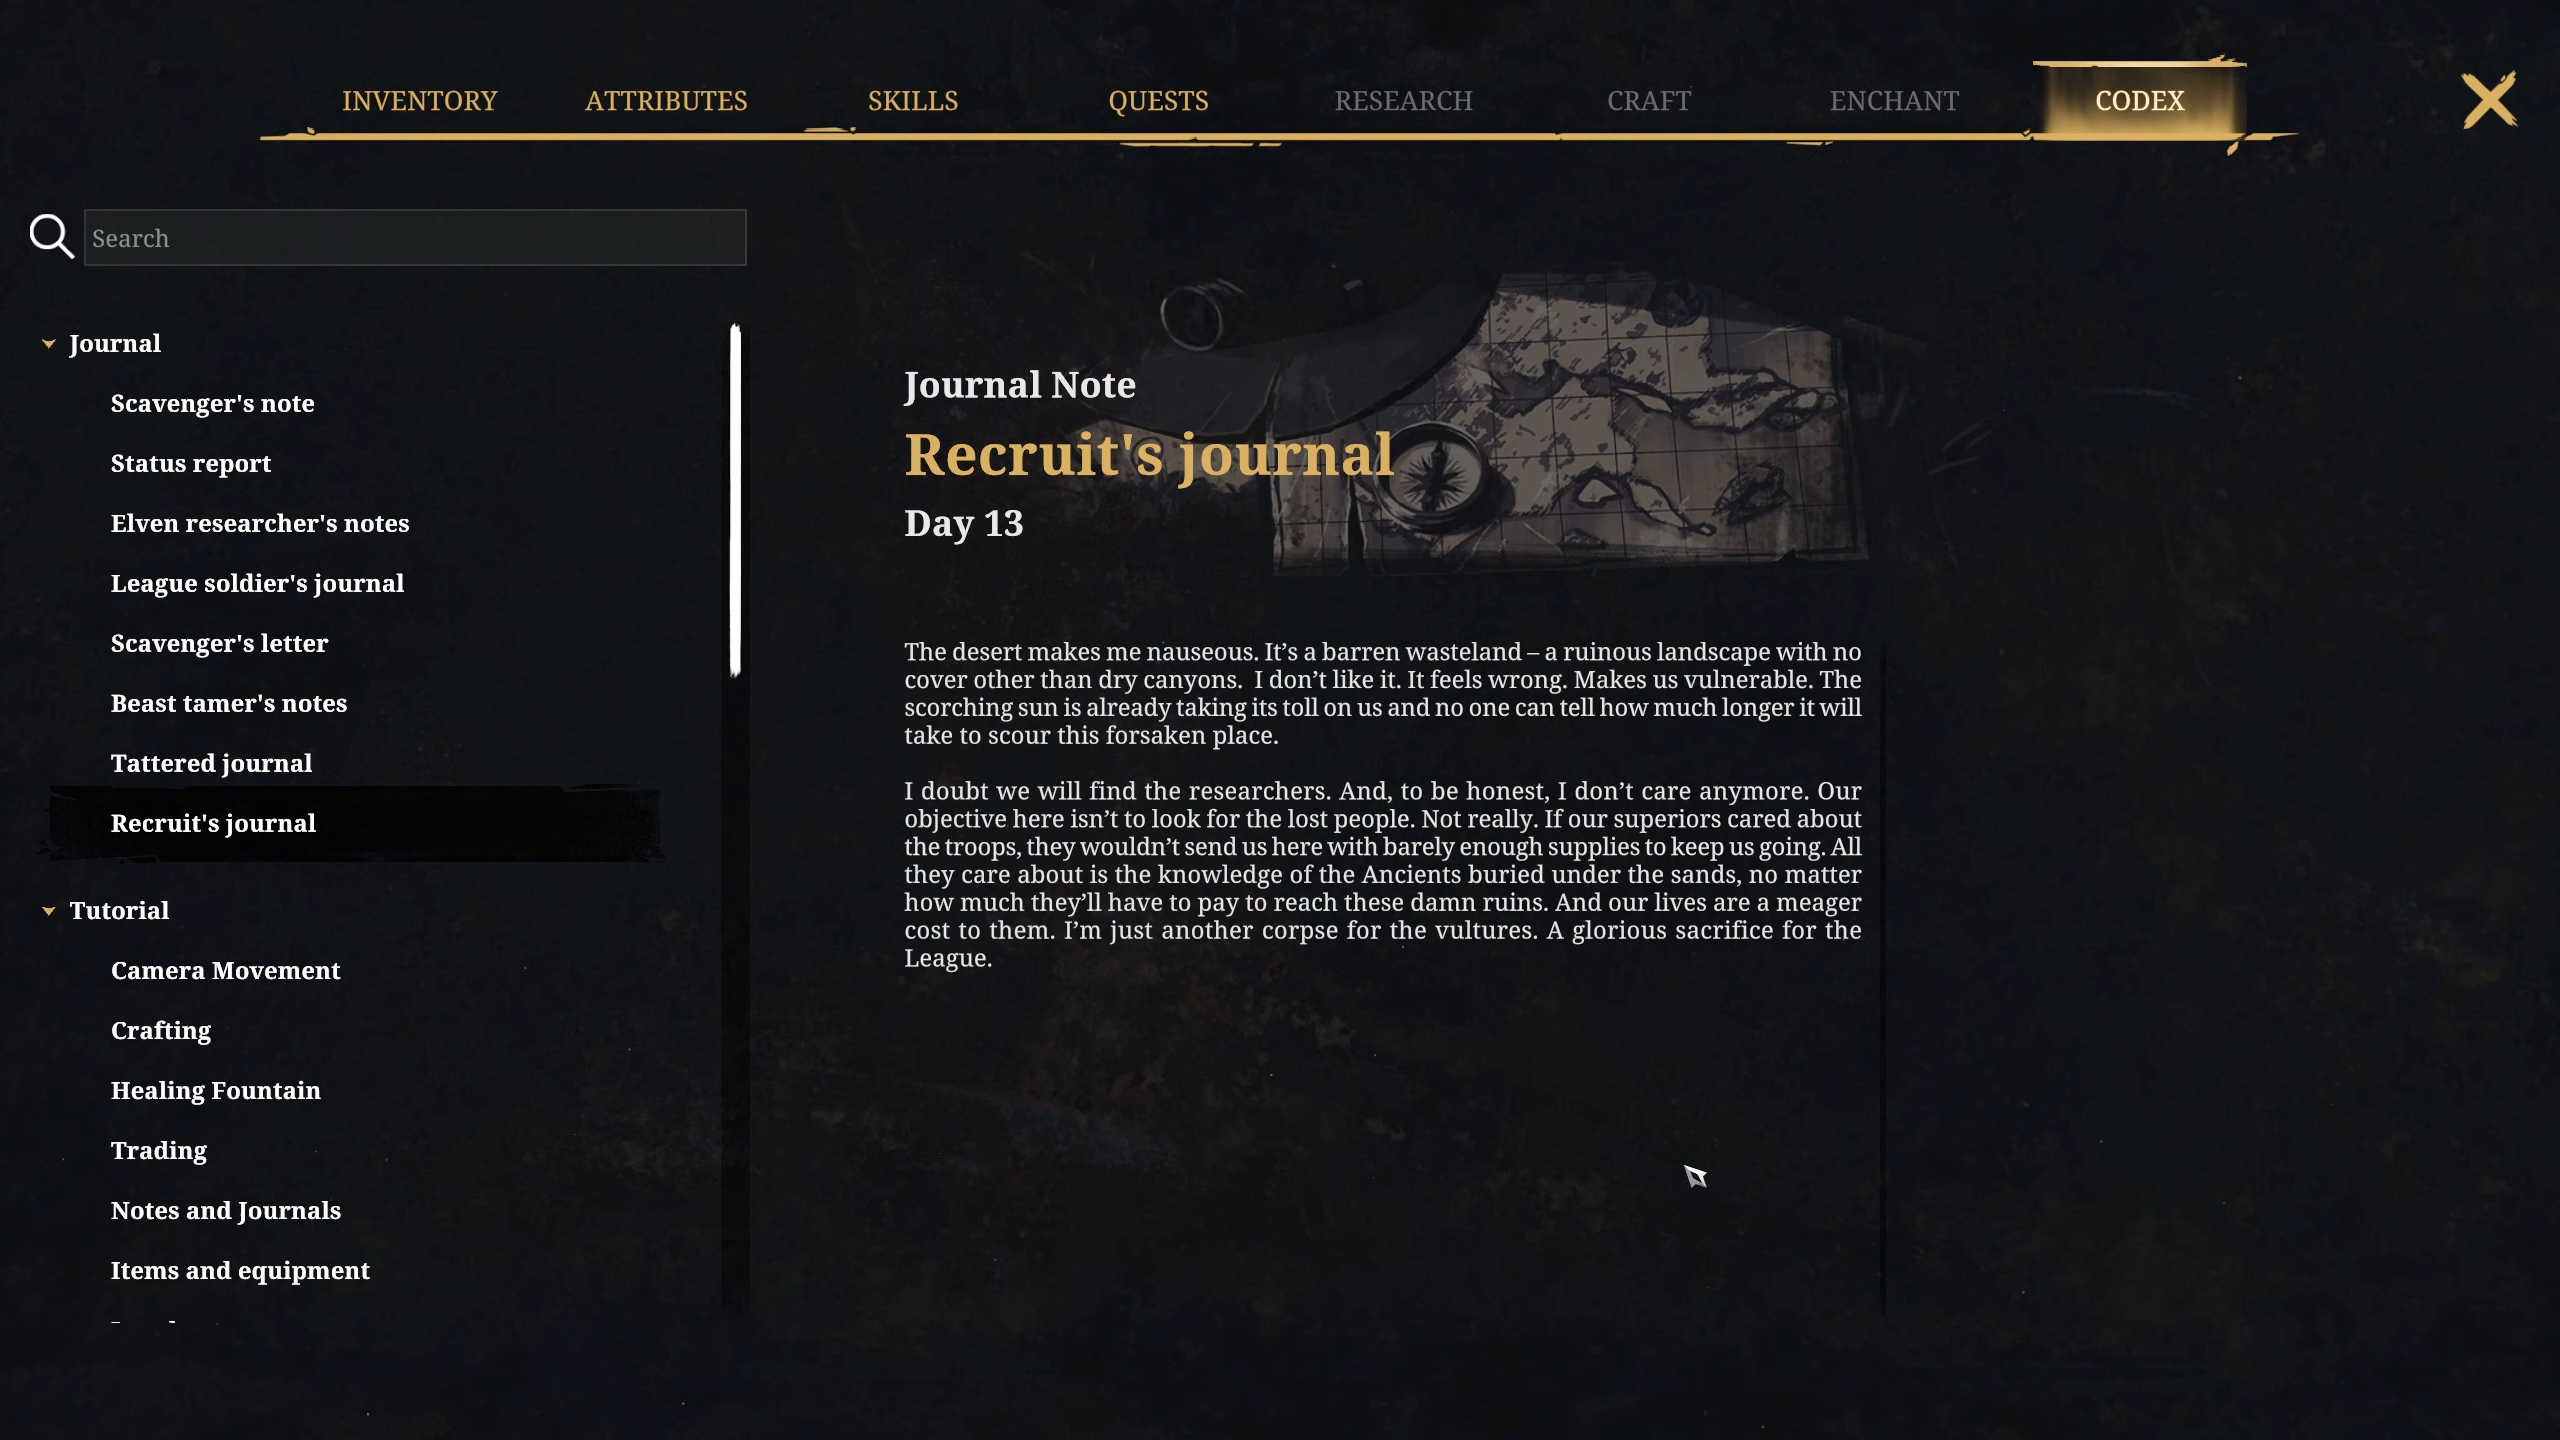 INVENTORY
ATTRIBUTES
SKILLS
QUESTS
RESEARCH
CRAFT
ENCHANT
CODEX
Search
Journal
Scavenger's note
Status report
Elven researcher's notes
League soldier's journal
Scavenger's letter
Beast tamer's notes
Tattered journal
Recruit's journal
Tutorial
Camera Movement
Crafting
Healing Fountain
Trading
Notes and Journals
Items and equipment
Journal Note
Recruit's journal
Day 13
The desert makes me nauseous. It’s a barren wasteland – a ruinous landscape with no
cover other than dry canyons.  I don’t like it. It feels wrong. Makes us vulnerable. The
scorching sun is already taking its toll on us and no one can tell how much longer it will
take to scour this forsaken place.
I doubt we will find the researchers. And, to be honest, I don’t care anymore. Our
objective here isn’t to look for the lost people. Not really. If our superiors cared about
the troops, they wouldn’t send us here with barely enough supplies to keep us going. All
they care about is the knowledge of the Ancients buried under the sands, no matter
how much they’ll have to pay to reach these damn ruins. And our lives are a meager
cost to them. I’m just another corpse for the vultures. A glorious sacrifice for the
League.